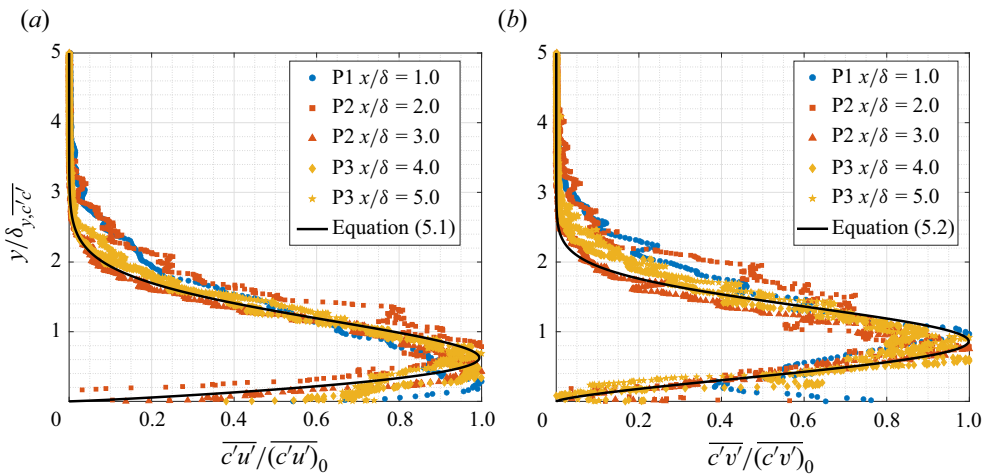 (a)
5
4
3
2
1
0
0.2
0.4
0.6
0.8
1.0
y/δ_{y,\overline{c′c′}}
\overline{c′u′}/(\overline{c′u′})_0
P1 x/δ = 1.0
P2 x/δ = 2.0
P2 x/δ = 3.0
P3 x/δ = 4.0
P3 x/δ = 5.0
Equation (5.1)
(b)
5
4
3
2
1
0
0.2
0.4
0.6
0.8
1.0
\overline{c′v′}/(\overline{c′v′})_0
P1 x/δ = 1.0
P2 x/δ = 2.0
P2 x/δ = 3.0
P3 x/δ = 4.0
P3 x/δ = 5.0
Equation (5.2)